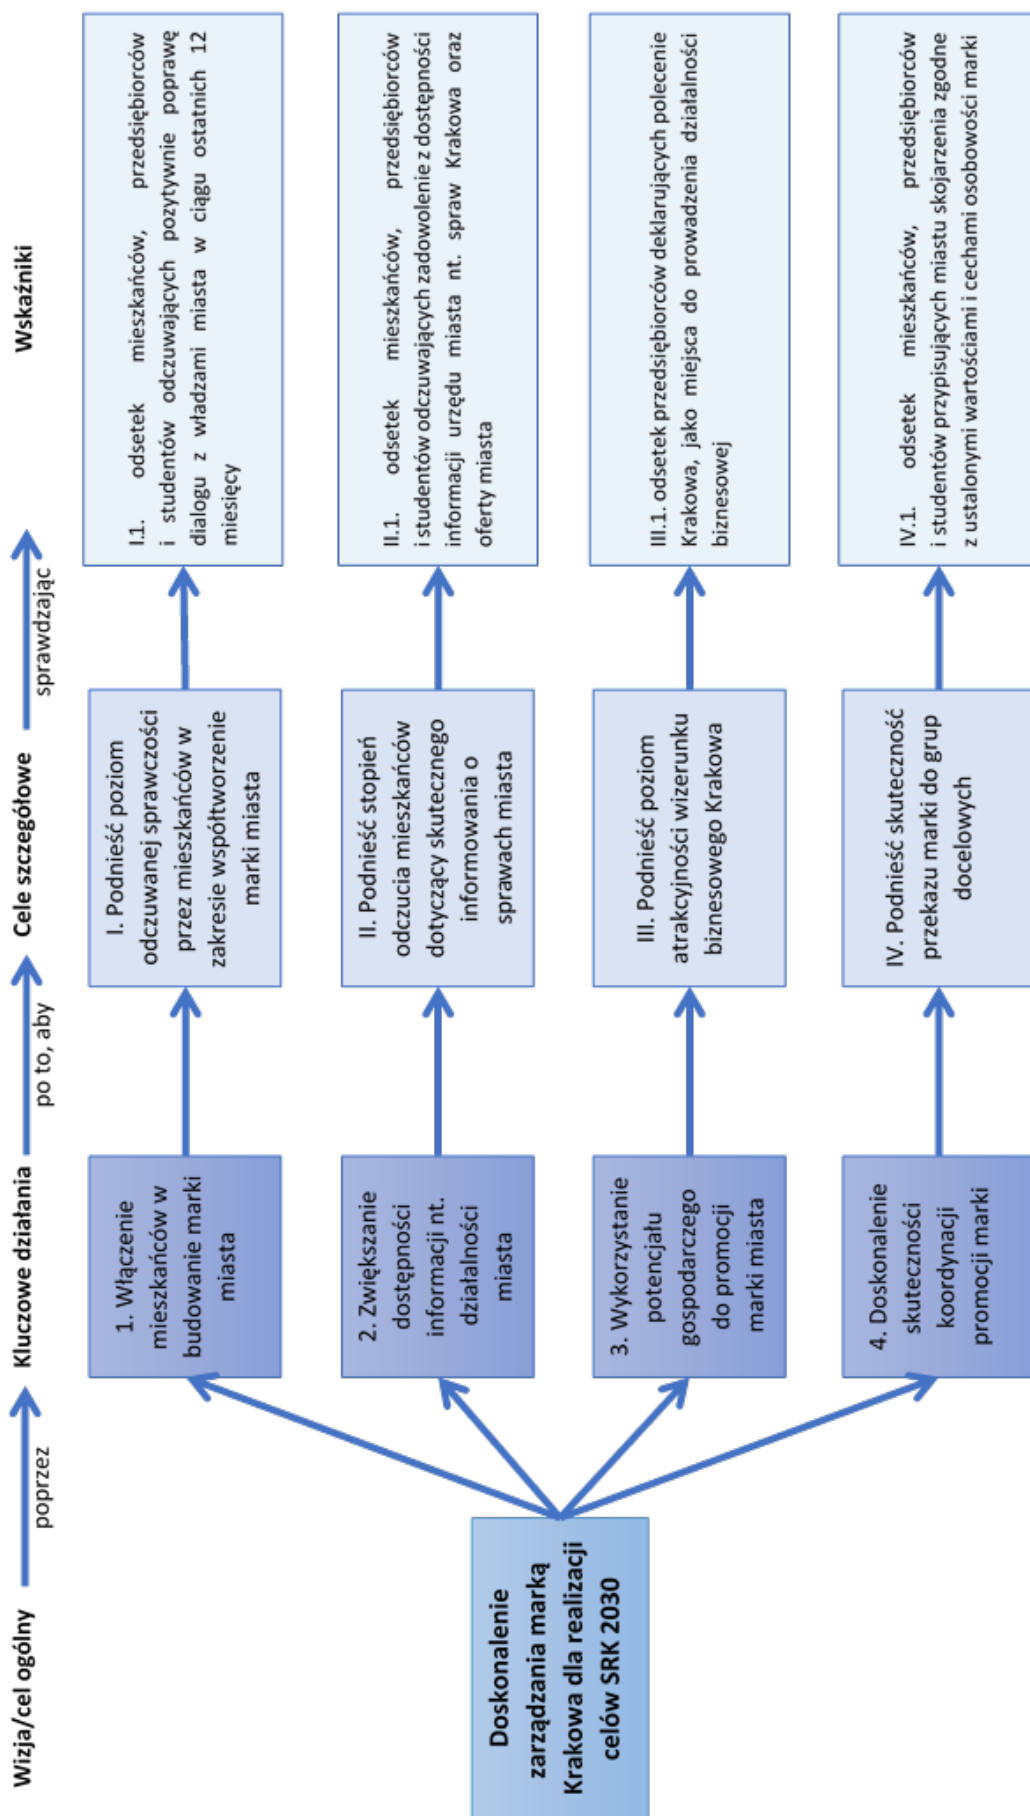 Wizja/cel ogólny
poprzez
Kluczowe działania
po to, aby
Cele szczegółowe
sprawdzając
Wskaźniki
Doskonalenie
zarządzania marką
Krakowa dla realizacji
celów SRK 2030
1. Włączenie
mieszkańców w
budowanie marki
miasta
I. Podnieść poziom
odczuwanej sprawczości
przez mieszkańców w
zakresie współtworzenie
marki miasta
I.1. odsetek mieszkańców, przedsiębiorców
i studentów odczuwających pozytywnie poprawę
dialogu z władzami miasta w ciągu ostatnich 12
miesięcy
2. Zwiększanie
dostępności
informacji nt.
działalności
miasta
II. Podnieść stopień
odczucia mieszkańców
dotyczący skutecznego
informowania o
sprawach miasta
II.1. odsetek mieszkańców, przedsiębiorców
i studentów odczuwających zadowolenie z dostępności
informacji urzędu miasta nt. spraw Krakowa oraz
oferty miasta
3. Wykorzystanie
potencjału
gospodarczego
do promocji
marki miasta
III. Podnieść poziom
atrakcyjności wizerunku
biznesowego Krakowa
III.1. odsetek przedsiębiorców deklarujących polecenie
Krakowa, jako miejsca do prowadzenia działalności
biznesowej
4. Doskonalenie
skuteczności
koordynacji
promocji marki
IV. Podnieść skuteczność
przekazu marki do grup
docelowych
IV.1. odsetek mieszkańców, przedsiębiorców
i studentów przypisujących miastu skojarzenia zgodne
z ustalonymi wartościami i cechami osobowości marki